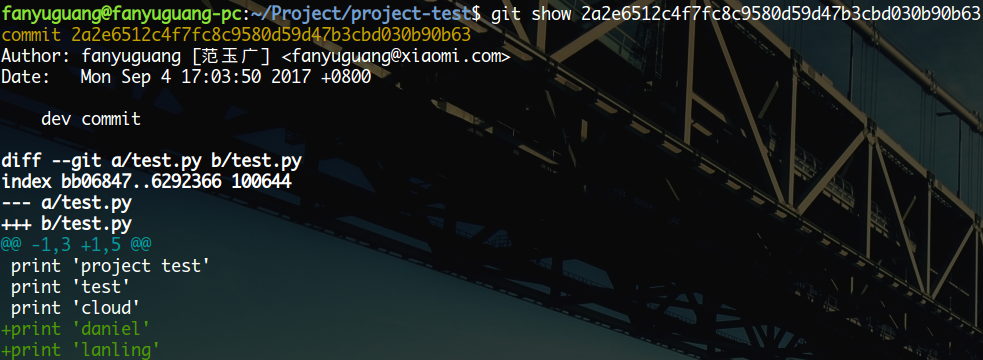 fanyuguang@fanyuguang-pc:~/Project/project-test$ git show 2a2e6512c4f7fc8c9580d59d47b3cbd030b90b63
commit 2a2e6512c4f7fc8c9580d59d47b3cbd030b90b63
Author: fanyuguang [范玉广] <fanyuguang@xiaomi.com>
Date:   Mon Sep 4 17:03:50 2017 +0800
    dev commit
diff --git a/test.py b/test.py
index bb06847..6292366 100644
--- a/test.py
+++ b/test.py
@@ -1,3 +1,5 @@
 print 'project test'
 print 'test'
 print 'cloud'
+print 'daniel'
+print 'lanling'